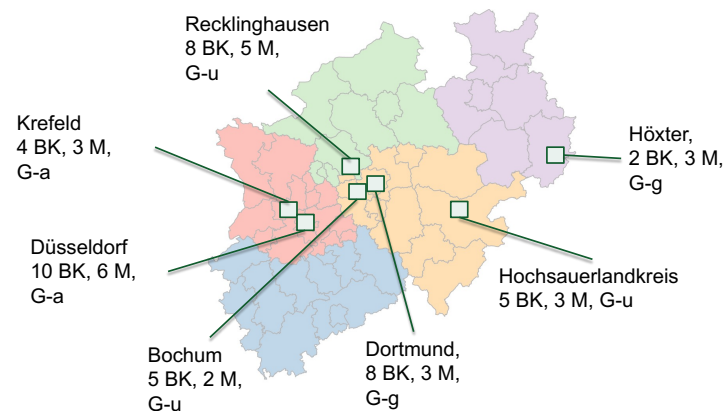 Recklinghausen
8 BK, 5 M,
G-u
Krefeld
4 BK, 3 M,
G-a
Höxter,
2 BK, 3 M,
G-g
Düsseldorf
10 BK, 6 M,
G-a
Hochsauerlandkreis
5 BK, 3 M, G-u
Bochum
5 BK, 2 M,
G-u
Dortmund,
8 BK, 3 M,
G-g